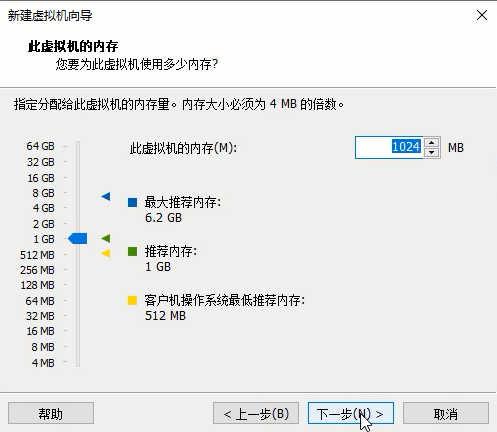 新建虚拟机向导
此虚拟机的内存
您要为此虚拟机使用多少内存?
指定分配给此虚拟机的内存量。内存大小必须为 4 MB 的倍数。
此虚拟机的内存(M):
1024
MB
64 GB
32 GB
16 GB
8 GB
4 GB
2 GB
1 GB
512 MB
256 MB
128 MB
64 MB
32 MB
16 MB
8 MB
4 MB
最大推荐内存:
6.2 GB
推荐内存:
1 GB
客户机操作系统最低推荐内存:
512 MB
帮助
< 上一步(B)
下一步(N) >
取消